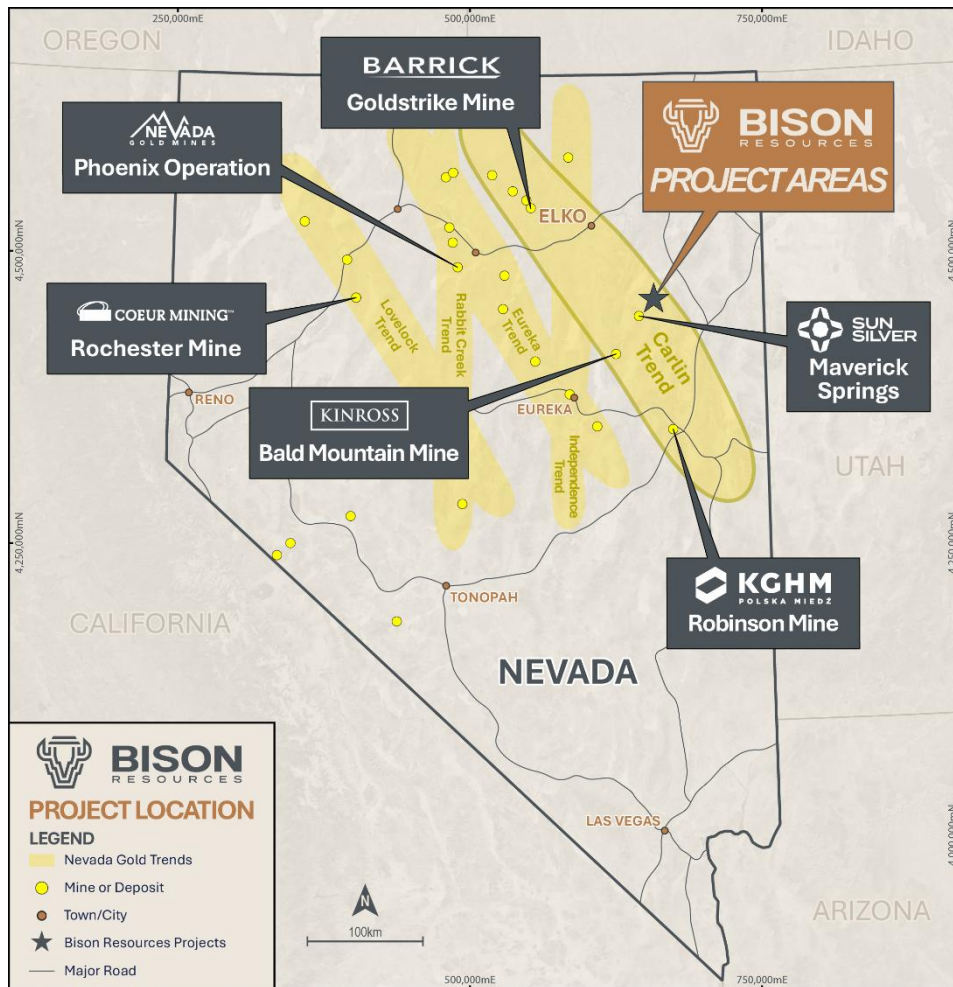 250,000mE
500,000mE
750,000mE
OREGON
IDAHO
BARRICK
Goldstrike Mine
NEVADA
GOLD MINES
Phoenix Operation
BISON
RESOURCES
PROJECT AREAS
ELKO
4,500,000mN
4,500,000mN
COEUR MINING™
Rochester Mine
Lovelock
Trend
Rabbit Creek
Trend
Eureka
Trend
Carlin
Trend
SUN
SILVER
Maverick
Springs
RENO
KINROSS
Bald Mountain Mine
EUREKA
Independence
Trend
UTAH
4,250,000mN
4,250,000mN
KGHM
POLSKA MIEDŹ
Robinson Mine
TONOPAH
CALIFORNIA
NEVADA
BISON
RESOURCES
PROJECT LOCATION
LEGEND
Nevada Gold Trends
Mine or Deposit
Town/City
Bison Resources Projects
Major Road
N
100km
LAS VEGAS
4,000,000mN
ARIZONA
500,000mE
750,000mE